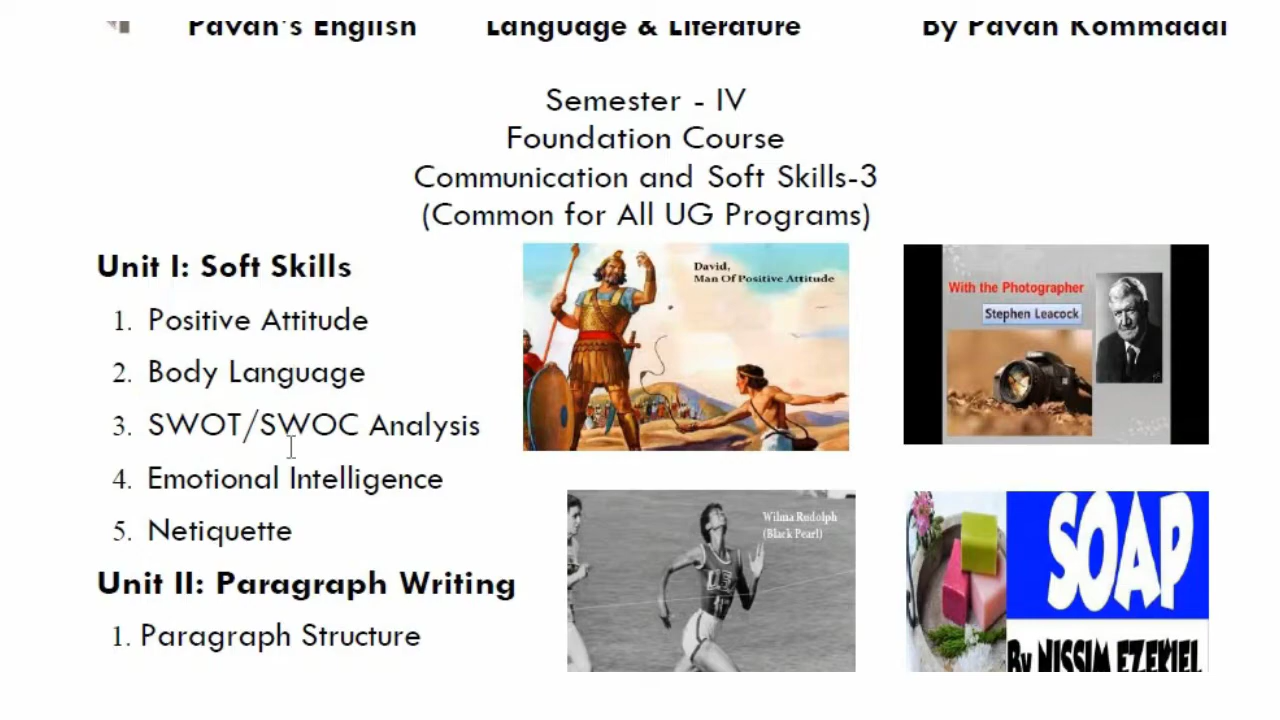 Pavan's English Language & Literature By Pavan Kommadai
Semester - IV
Foundation Course
Communication and Soft Skills-3
(Common for All UG Programs)
Unit I: Soft Skills
1. Positive Attitude
2. Body Language
3. SWOT/SWOC Analysis
4. Emotional Intelligence
5. Netiquette
Unit II: Paragraph Writing
1. Paragraph Structure
David,
Man Of Positive Attitude
With the Photographer
Stephen Leacock
Wilma Rudolph
(Black Pearl)
SOAP
By NISSIM EZEKIEL